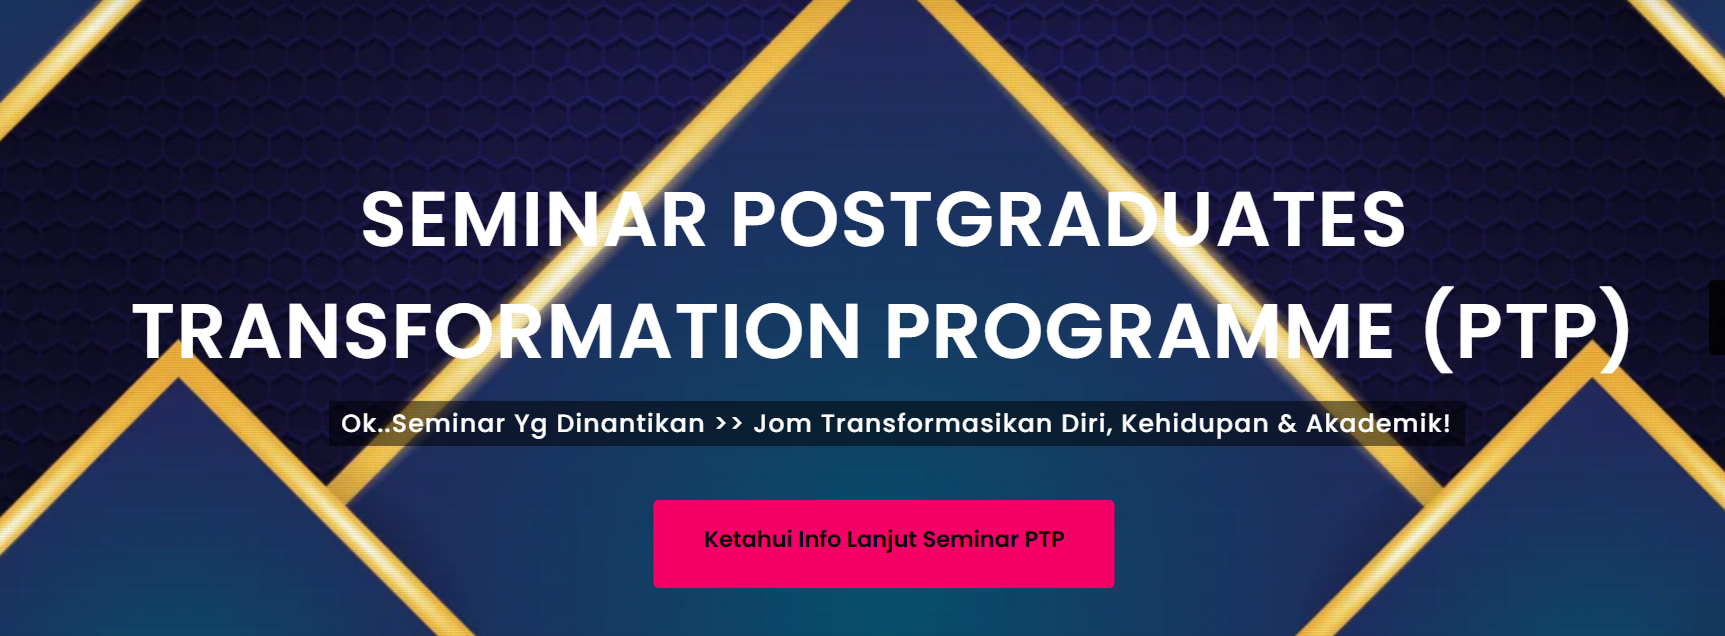 SEMINAR POSTGRADUATES
TRANSFORMATION PROGRAMME (PTP)
Ok..Seminar Yg Dinantikan >> Jom Transformasikan Diri, Kehidupan & Akademik!
Ketahui Info Lanjut Seminar PTP